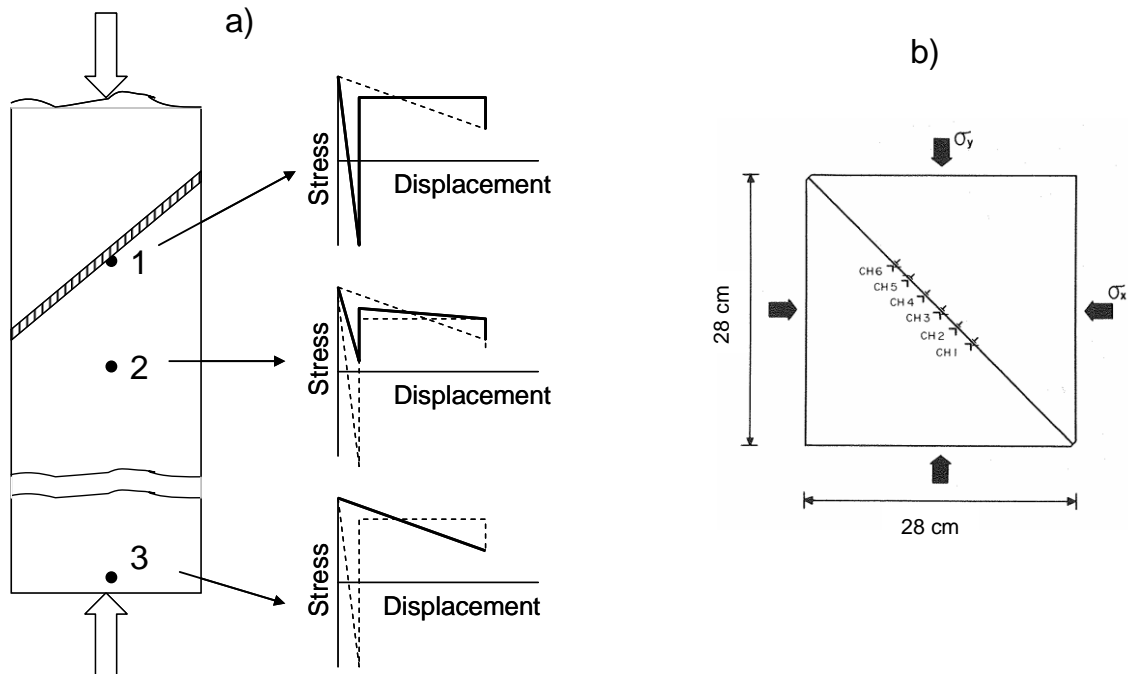 a)
1
2
3
Stress
Displacement
Stress
Displacement
Stress
Displacement
b)
σy
σx
28 cm
CH6
CH5
CH4
CH3
CH2
CH1
28 cm